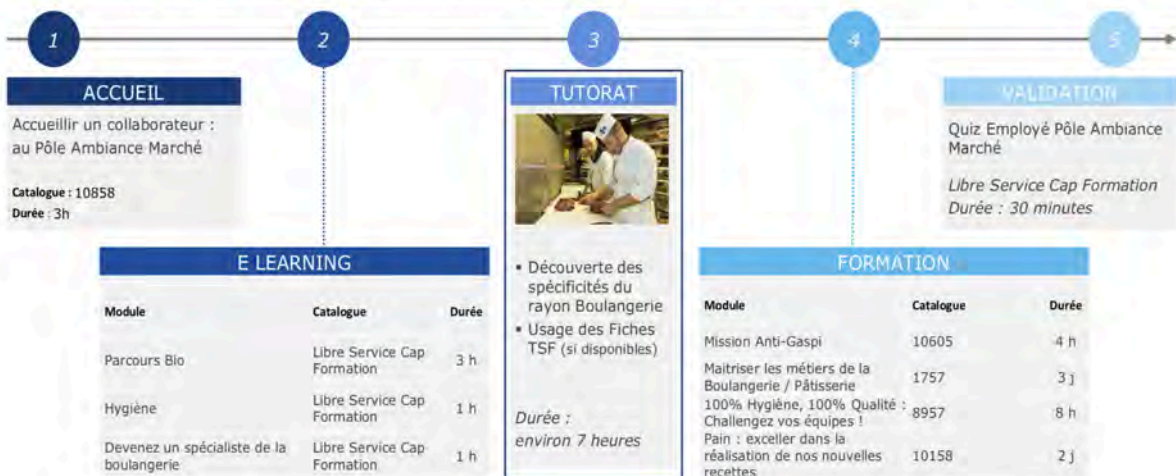 1
2
3
4
5
ACCUEIL
Accueillir un collaborateur :
au Pôle Ambiance Marché
Catalogue : 10858
Durée : 3h
E LEARNING
Module Catalogue Durée
Parcours Bio Libre Service Cap Formation 3 h
Hygiène Libre Service Cap Formation 1 h
Devenez un spécialiste de la boulangerie Libre Service Cap Formation 1 h
TUTORAT
▪ Découverte des
spécificités du
rayon Boulangerie
▪ Usage des Fiches
TSF (si disponibles)
Durée :
environ 7 heures
FORMATION
Module Catalogue Durée
Mission Anti-Gaspi 10605 4 h
Maitriser les métiers de la
Boulangerie / Pâtisserie 1757 3 j
100% Hygiène, 100% Qualité :
Challengez vos équipes ! 8957 8 h
Pain : exceller dans la
réalisation de nos nouvelles 10158 2 j
recettes
VALIDATION
Quiz Employé Pôle Ambiance
Marché
Libre Service Cap Formation
Durée : 30 minutes